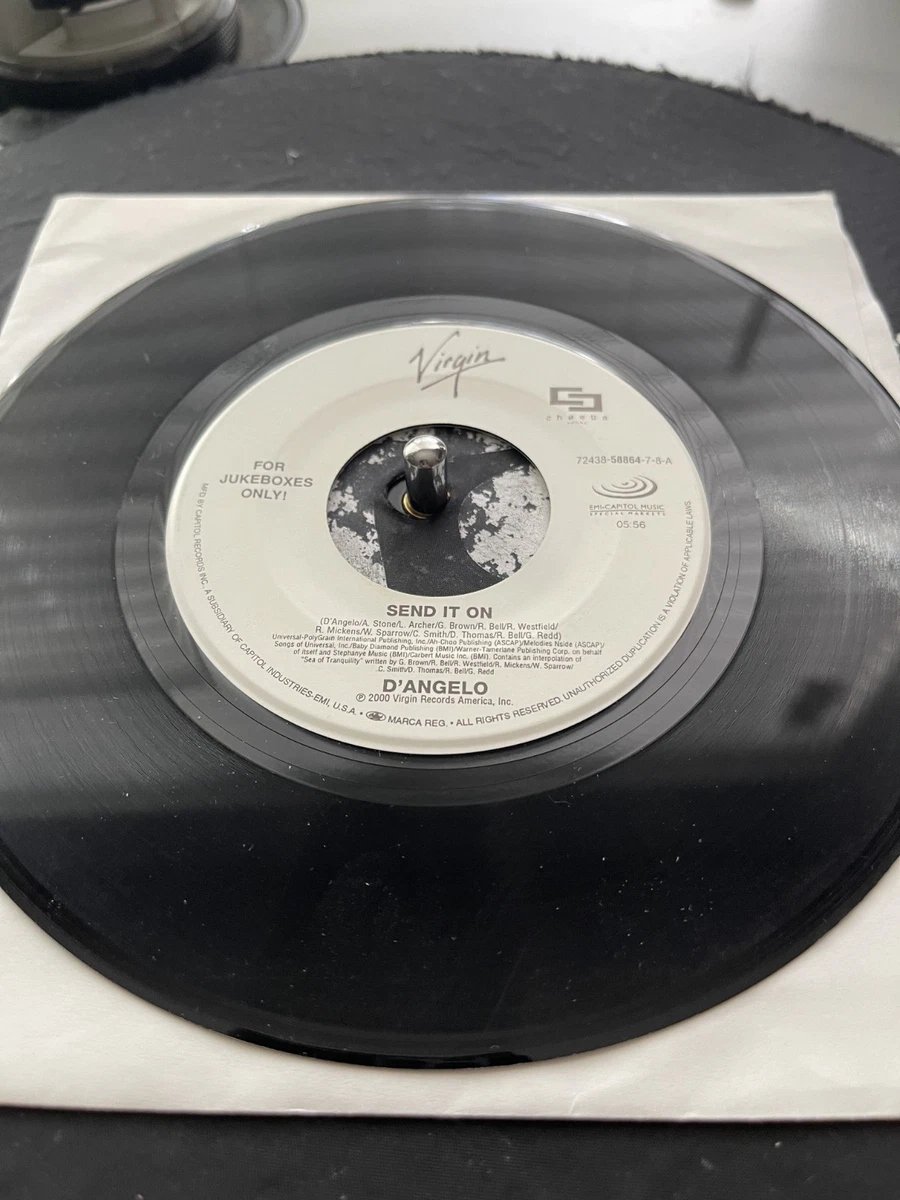 Virgin
FOR
JUKEBOXES
ONLY!
72438-58864-7-8-A
EMI-CAPITOL MUSIC
SPECIAL MARKETS
05:56
SEND IT ON
(D'Angelo/A. Stone/L. Archer/G. Brown/R. Bell/R. Westfield/
R. Mickens/W. Sparrow/C. Smith/D. Thomas/R. Bell/G. Redd)
Universal-PolyGram International Publishing, Inc./Ah-Choo Publishing (ASCAP)/Melodies Nside (ASCAP)/
Songs of Universal, Inc./Baby Diamond Publishing (BMI)/Warner-Tamerlane Publishing Corp. on behalf
of itself and Stephanye Music (BMI)/Carbert Music Inc. (BMI). Contains an interpolation of
"Sea of Tranquility" written by G. Brown/R. Bell/R. Westfield/R. Mickens/W. Sparrow/
C. Smith/D. Thomas/R. Bell/G. Redd
D'ANGELO
℗ 2000 Virgin Records America, Inc.
MFD BY CAPITOL RECORDS INC. A SUBSIDIARY OF CAPITOL INDUSTRIES-EMI, U.S.A. • MARCA REG. • ALL RIGHTS RESERVED. UNAUTHORIZED DUPLICATION IS A VIOLATION OF APPLICABLE LAWS